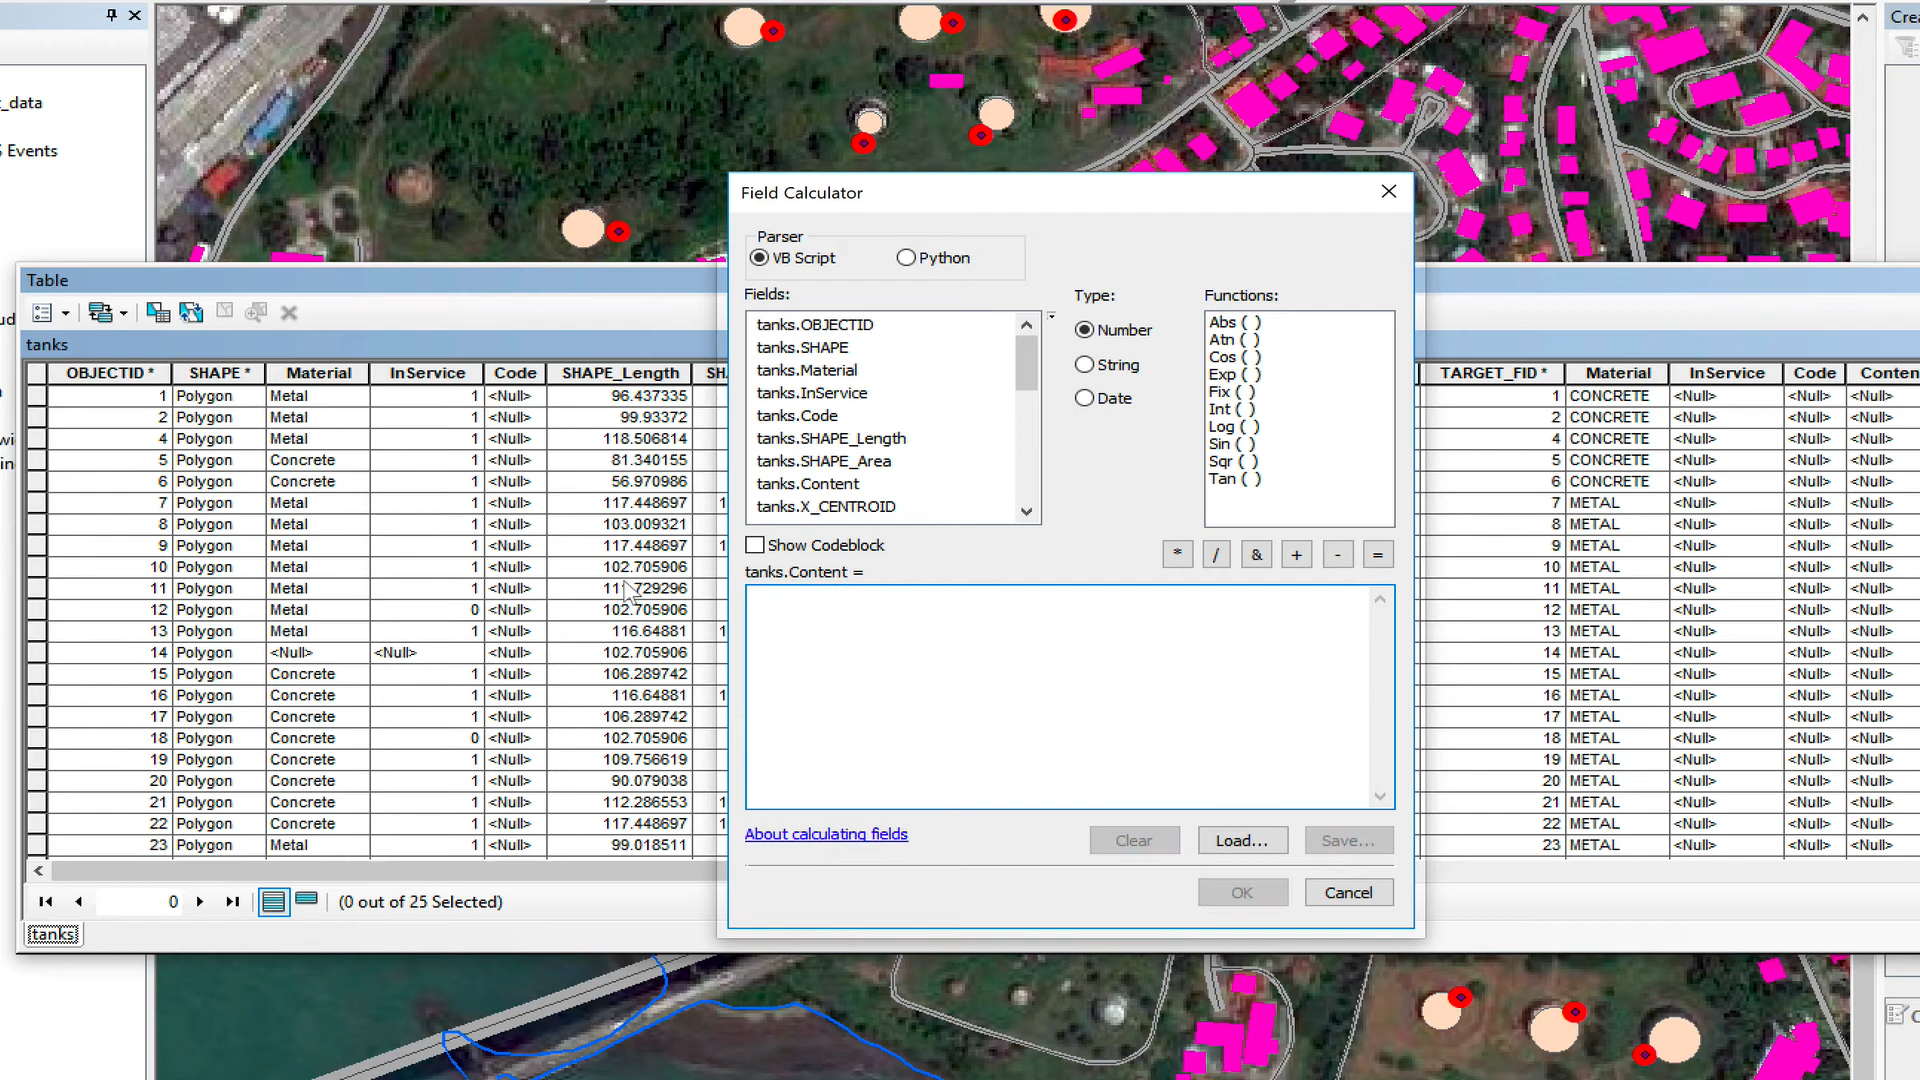 Crea
_data
Events
Field Calculator
Parser
VB Script
Python
Fields:
Type:
Functions:
tanks.OBJECTID
tanks.SHAPE
tanks.Material
tanks.InService
tanks.Code
tanks.SHAPE_Length
tanks.SHAPE_Area
tanks.Content
tanks.X_CENTROID
Number
String
Date
Abs ( )
Atn ( )
Cos ( )
Exp ( )
Fix ( )
Int ( )
Log ( )
Sin ( )
Sqr ( )
Tan ( )
Show Codeblock
* / & + - =
tanks.Content =
About calculating fields
Clear
Load...
Save...
OK
Cancel
Table
tanks
OBJECTID * SHAPE * Material InService Code SHAPE_Length SH
1 Polygon Metal 1 <Null> 96.437335
2 Polygon Metal 1 <Null> 99.93372
4 Polygon Metal 1 <Null> 118.506814
5 Polygon Concrete 1 <Null> 81.340155
6 Polygon Concrete 1 <Null> 56.970986
7 Polygon Metal 1 <Null> 117.448697 1
8 Polygon Metal 1 <Null> 103.009321
9 Polygon Metal 1 <Null> 117.448697 1
10 Polygon Metal 1 <Null> 102.705906
11 Polygon Metal 1 <Null>
12 Polygon Metal 0 <Null> 102.705906
13 Polygon Metal 1 <Null> 116.64881 1
14 Polygon <Null> <Null> <Null> 102.705906
15 Polygon Concrete 1 <Null> 106.289742
16 Polygon Concrete 1 <Null> 116.64881 1
17 Polygon Concrete 1 <Null> 106.289742
18 Polygon Concrete 0 <Null> 102.705906
19 Polygon Concrete 1 <Null> 109.756619
20 Polygon Concrete 1 <Null> 90.079038
21 Polygon Concrete 1 <Null> 112.286553 1
22 Polygon Concrete 1 <Null> 117.448697 1
23 Polygon Metal 1 <Null> 99.018511
TARGET_FID * Material InService Code Conten
1 CONCRETE <Null> <Null> <Null>
2 CONCRETE <Null> <Null> <Null>
4 CONCRETE <Null> <Null> <Null>
5 CONCRETE <Null> <Null> <Null>
6 CONCRETE <Null> <Null> <Null>
7 METAL <Null> <Null> <Null>
8 METAL <Null> <Null> <Null>
9 METAL <Null> <Null> <Null>
10 METAL <Null> <Null> <Null>
11 METAL <Null> <Null> <Null>
12 METAL <Null> <Null> <Null>
13 METAL <Null> <Null> <Null>
14 METAL <Null> <Null> <Null>
15 METAL <Null> <Null> <Null>
16 METAL <Null> <Null> <Null>
17 METAL <Null> <Null> <Null>
18 METAL <Null> <Null> <Null>
19 METAL <Null> <Null> <Null>
20 METAL <Null> <Null> <Null>
21 METAL <Null> <Null> <Null>
22 METAL <Null> <Null> <Null>
23 METAL <Null> <Null> <Null>
0
(0 out of 25 Selected)
tanks